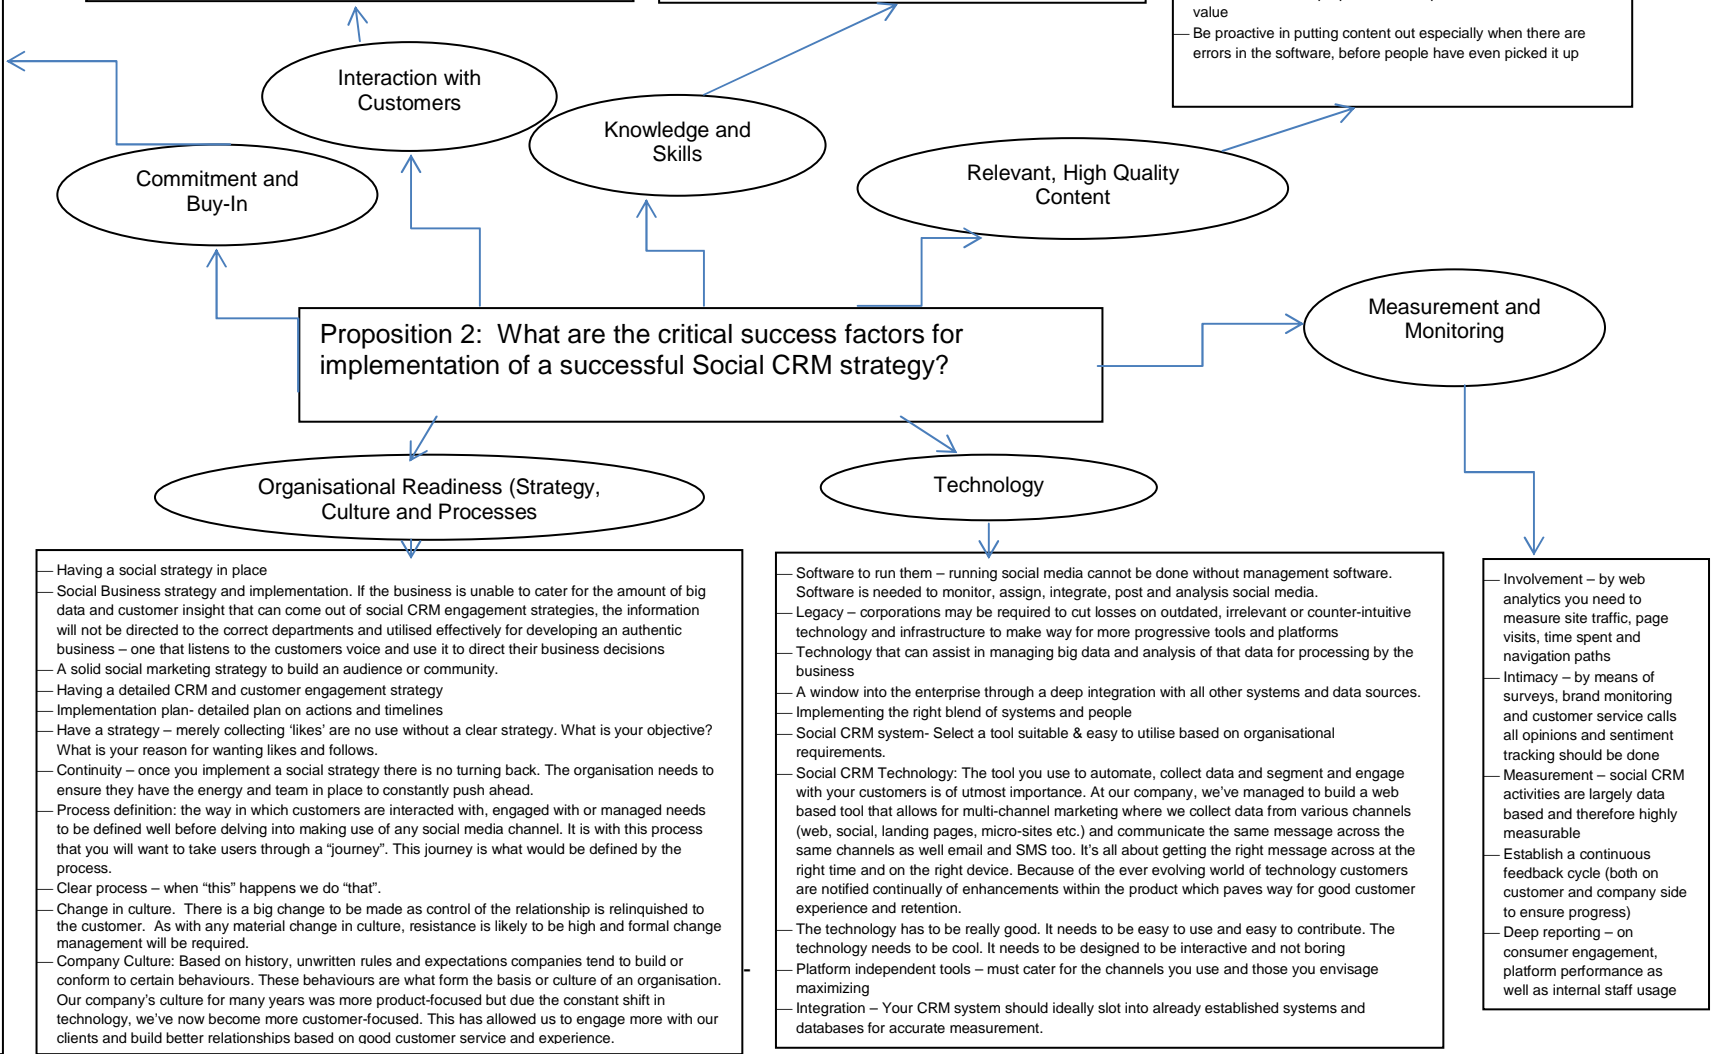 value
— Be proactive in putting content out especially when there are
errors in the software, before people have even picked it up
Interaction with
Customers
Knowledge and
Skills
Commitment and
Buy-In
Relevant, High Quality
Content
Measurement and
Monitoring
Proposition 2:  What are the critical success factors for
implementation of a successful Social CRM strategy?
Organisational Readiness (Strategy,
Culture and Processes
Technology
— Having a social strategy in place
— Social Business strategy and implementation. If the business is unable to cater for the amount of big
data and customer insight that can come out of social CRM engagement strategies, the information
will not be directed to the correct departments and utilised effectively for developing an authentic
business – one that listens to the customers voice and use it to direct their business decisions
— A solid social marketing strategy to build an audience or community.
— Having a detailed CRM and customer engagement strategy
— Implementation plan- detailed plan on actions and timelines
— Have a strategy – merely collecting ‘likes’ are no use without a clear strategy. What is your objective?
What is your reason for wanting likes and follows.
— Continuity – once you implement a social strategy there is no turning back. The organisation needs to
ensure they have the energy and team in place to constantly push ahead.
— Process definition: the way in which customers are interacted with, engaged with or managed needs
to be defined well before delving into making use of any social media channel. It is with this process
that you will want to take users through a “journey”. This journey is what would be defined by the
process.
— Clear process – when “this” happens we do “that”.
— Change in culture.  There is a big change to be made as control of the relationship is relinquished to
the customer.  As with any material change in culture, resistance is likely to be high and formal change
management will be required.
— Company Culture: Based on history, unwritten rules and expectations companies tend to build or
conform to certain behaviours. These behaviours are what form the basis or culture of an organisation.
Our company’s culture for many years was more product-focused but due the constant shift in
technology, we’ve now become more customer-focused. This has allowed us to engage more with our
clients and build better relationships based on good customer service and experience.
— Software to run them – running social media cannot be done without management software.
Software is needed to monitor, assign, integrate, post and analysis social media.
— Legacy – corporations may be required to cut losses on outdated, irrelevant or counter-intuitive
technology and infrastructure to make way for more progressive tools and platforms
— Technology that can assist in managing big data and analysis of that data for processing by the
business
— A window into the enterprise through a deep integration with all other systems and data sources.
— Implementing the right blend of systems and people
— Social CRM system- Select a tool suitable & easy to utilise based on organisational
requirements.
— Social CRM Technology: The tool you use to automate, collect data and segment and engage
with your customers is of utmost importance. At our company, we’ve managed to build a web
based tool that allows for multi-channel marketing where we collect data from various channels
(web, social, landing pages, micro-sites etc.) and communicate the same message across the
same channels as well email and SMS too. It’s all about getting the right message across at the
right time and on the right device. Because of the ever evolving world of technology customers
are notified continually of enhancements within the product which paves way for good customer
experience and retention.
— The technology has to be really good. It needs to be easy to use and easy to contribute. The
technology needs to be cool. It needs to be designed to be interactive and not boring
— Platform independent tools – must cater for the channels you use and those you envisage
maximizing
— Integration – Your CRM system should ideally slot into already established systems and
databases for accurate measurement.
— Involvement – by web
analytics you need to
measure site traffic, page
visits, time spent and
navigation paths
— Intimacy – by means of
surveys, brand monitoring
and customer service calls
all opinions and sentiment
tracking should be done
— Measurement – social CRM
activities are largely data
based and therefore highly
measurable
— Establish a continuous
feedback cycle (both on
customer and company side
to ensure progress)
— Deep reporting – on
consumer engagement,
platform performance as
well as internal staff usage